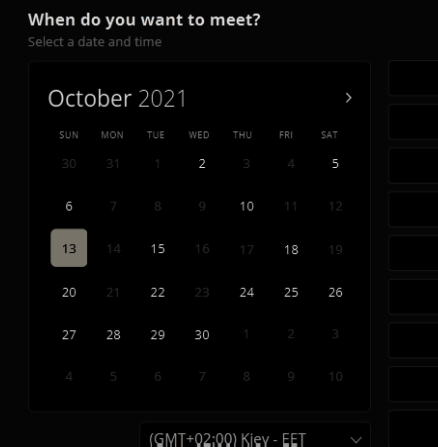 When do you want to meet?
Select a date and time
October 2021
SUN MON TUE WED THU FRI SAT
30 31 1 2 3 4 5
6 7 8 9 10 11 12
13 14 15 16 17 18 19
20 21 22 23 24 25 26
27 28 29 30 1 2 3
4 5 6 7 8 9 10
(GMT+02:00) Kiev - EET